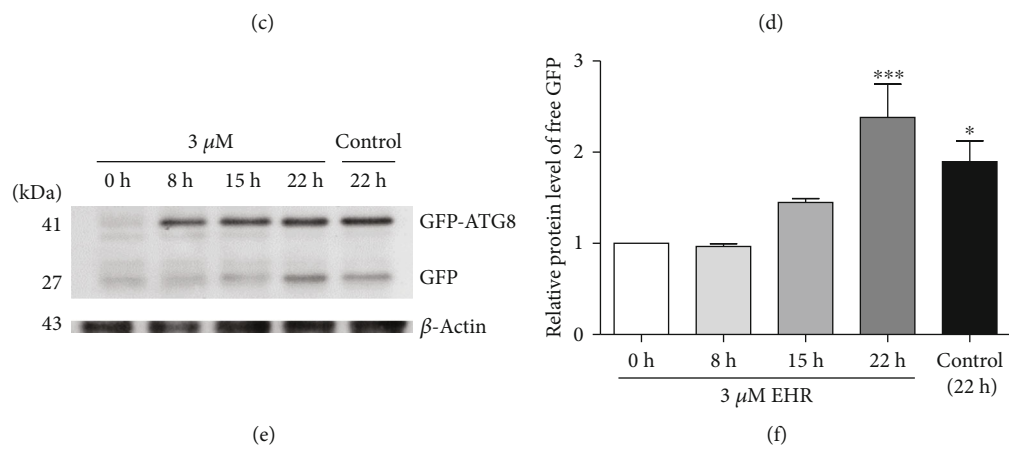 (c)
(d)
3 μM Control
0 h 8 h 15 h 22 h 22 h
(kDa)
41 GFP-ATG8
27 GFP
43 β-Actin
(e)
Relative protein level of free GFP
3
2
1
0
***
*
0 h 8 h 15 h 22 h Control
(22 h)
3 μM EHR
(f)